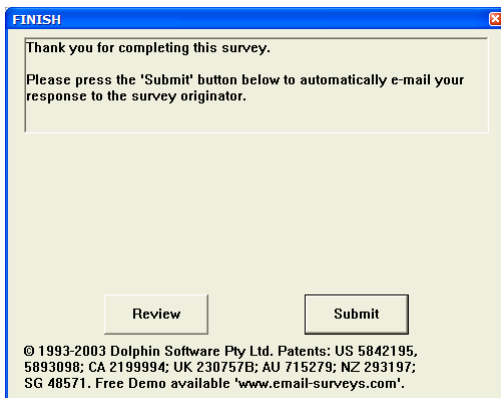 FINISH
Thank you for completing this survey.
Please press the 'Submit' button below to automatically e-mail your
response to the survey originator.
Review
Submit
© 1993-2003 Dolphin Software Pty Ltd. Patents: US 5842195,
5893098; CA 2199994; UK 230757B; AU 715279; NZ 293197;
SG 48571. Free Demo available 'www.email-surveys.com'.